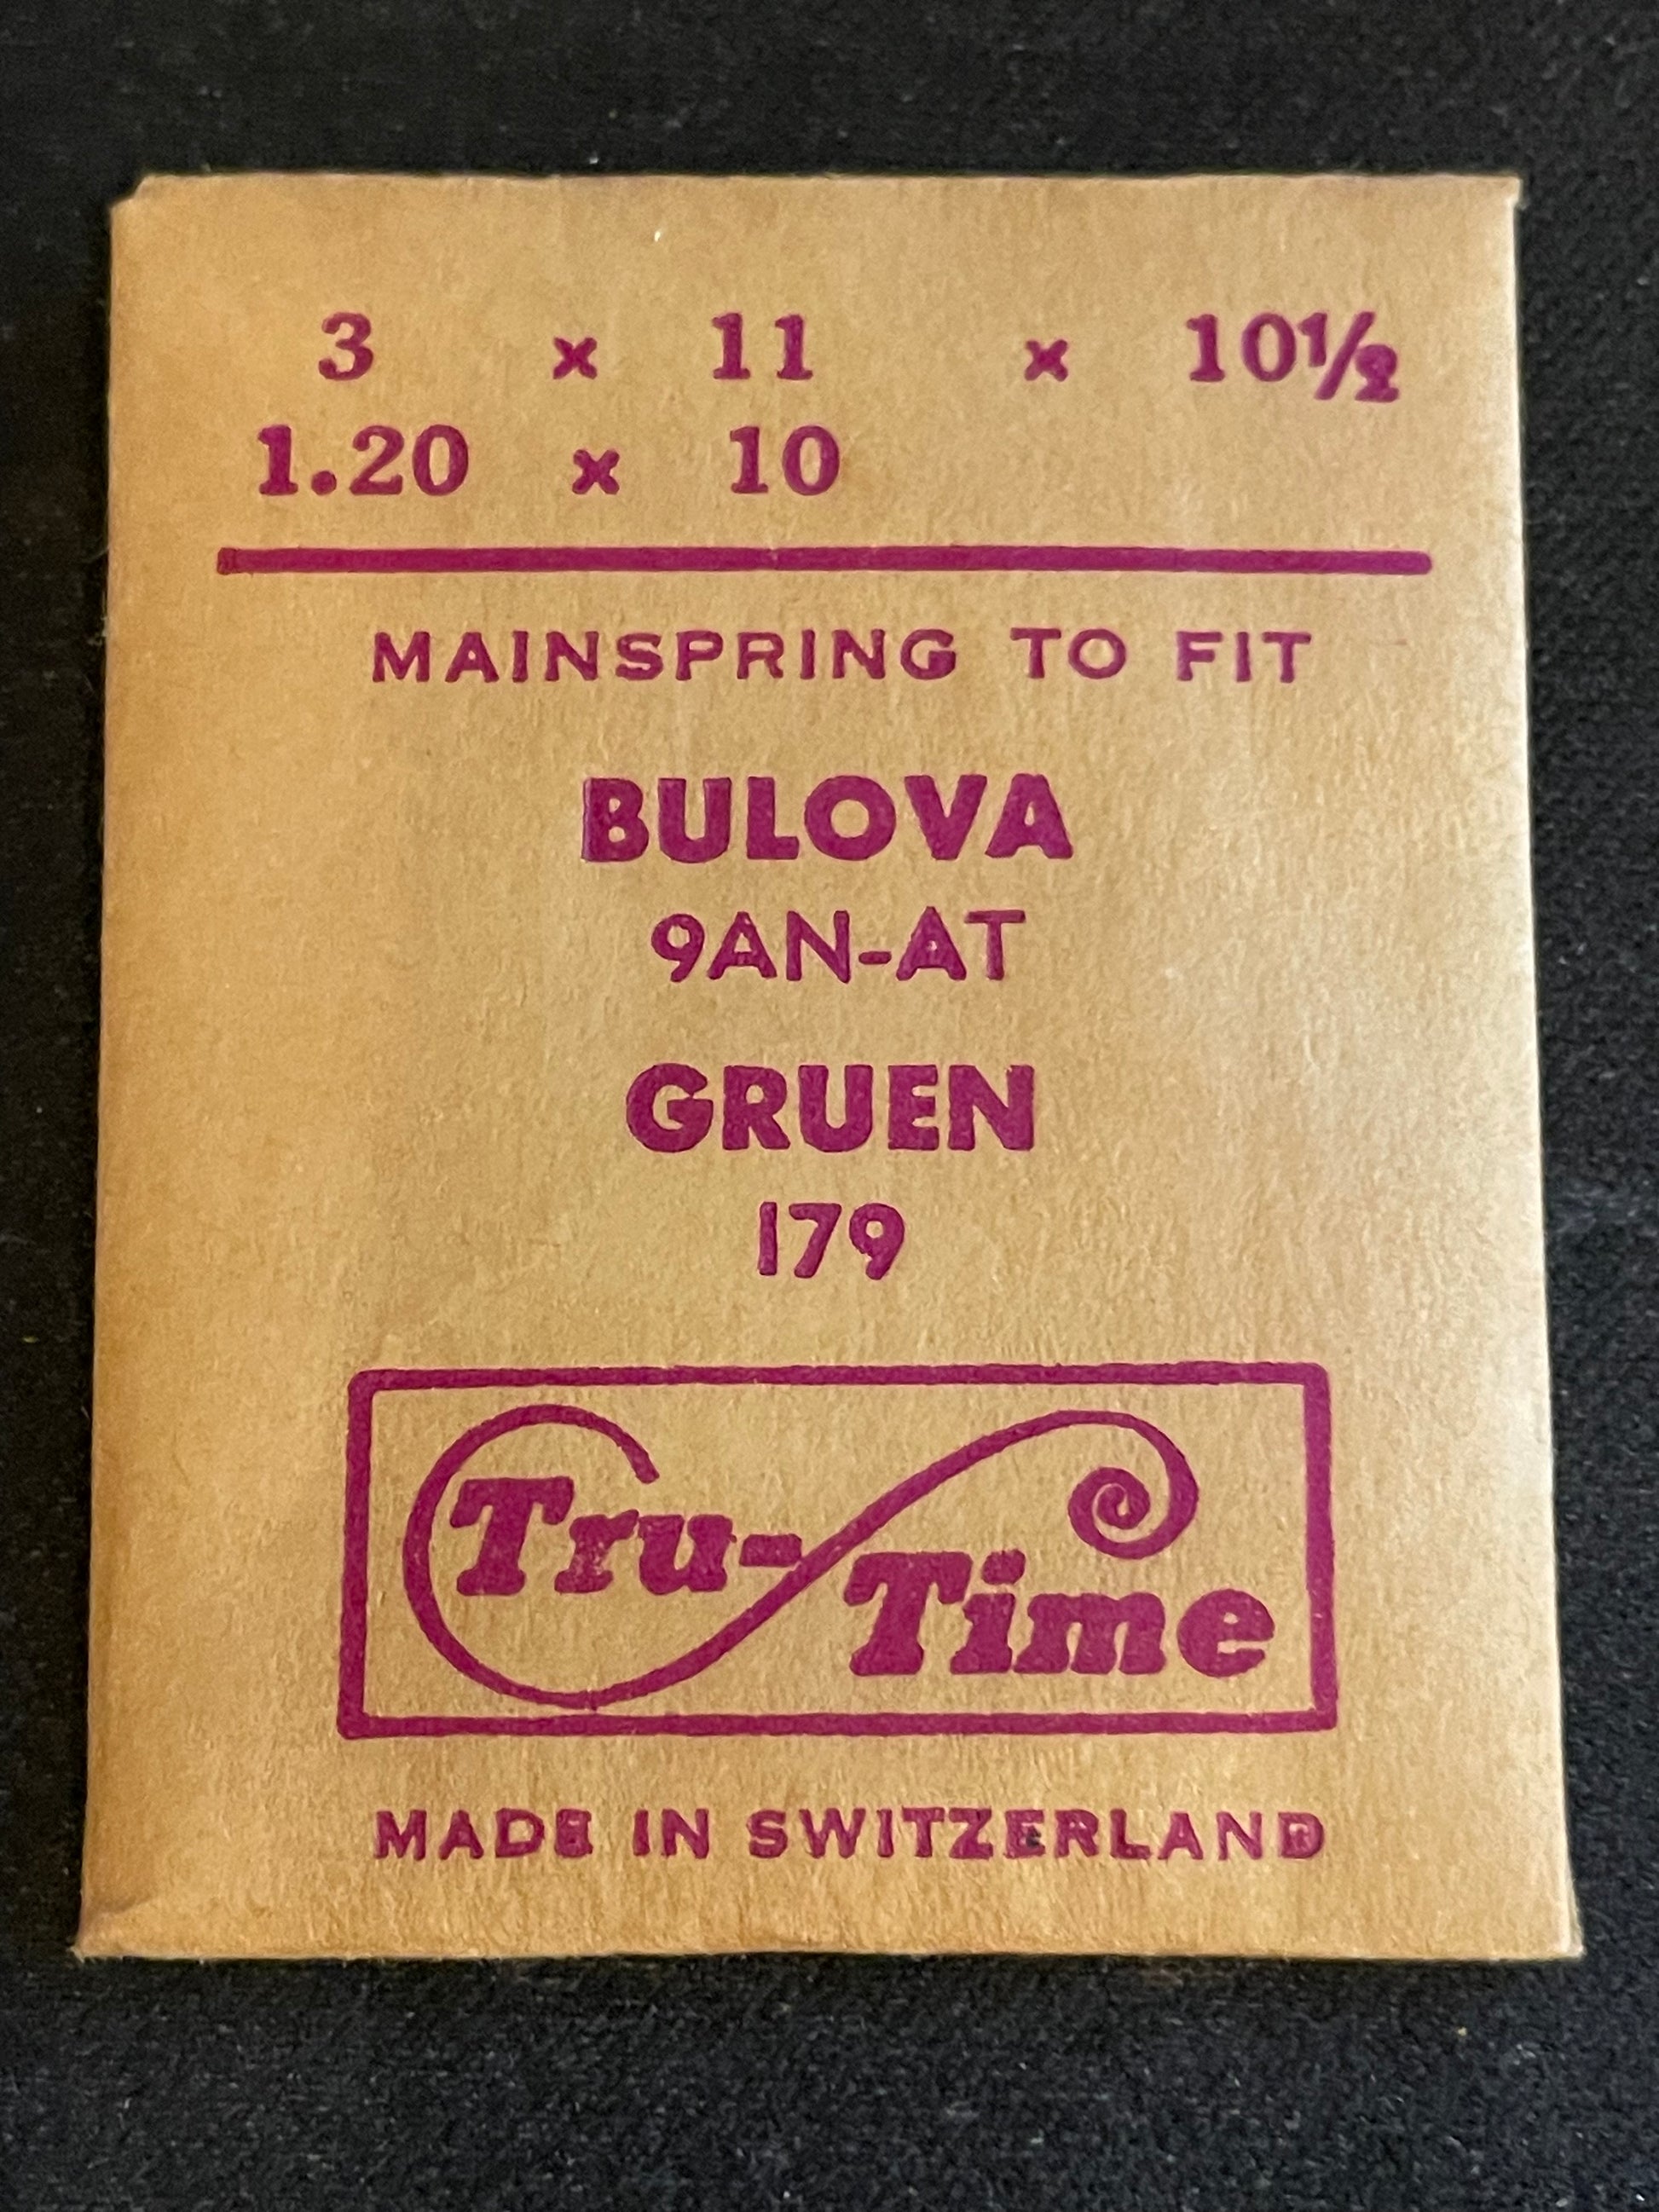 3 x 11 x 10½
1.20 x 10
MAINSPRING TO FIT
BULOVA
9AN-AT
GRUEN
179
Tru-
Time
MADE IN SWITZERLAND